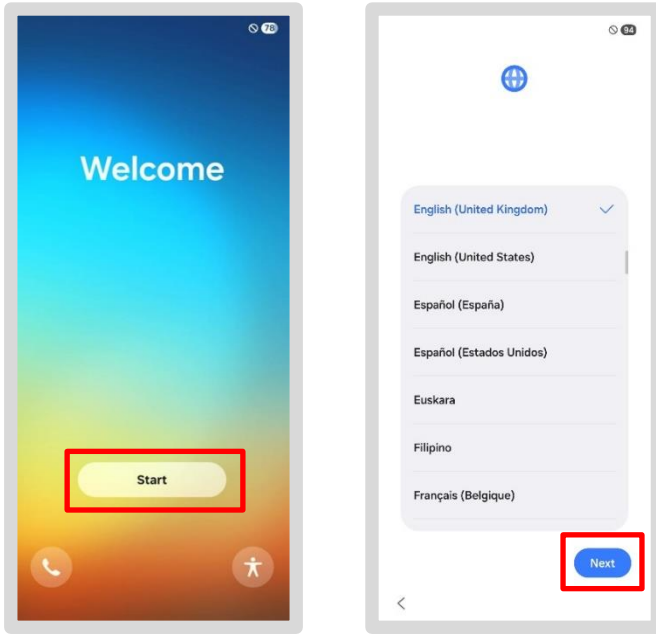 78
Welcome
Start
94
English (United Kingdom)
English (United States)
Español (España)
Español (Estados Unidos)
Euskara
Filipino
Français (Belgique)
Next